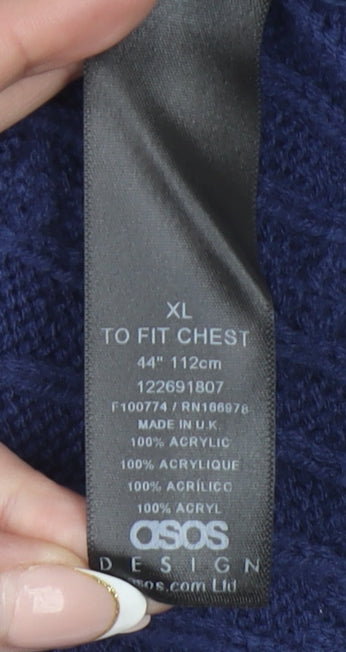 XL
TO FIT CHEST
44" 112cm
122691807
F100774 / RN166978
MADE IN U.K.
100% ACRYLIC
100% ACRYLIQUE
100% ACRÍLICO
100% ACRYL
asos
DESIGN
asos.com Ltd